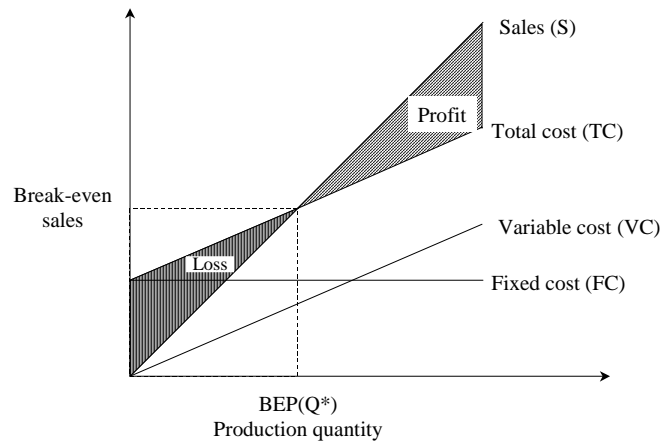 Sales (S)
Profit
Total cost (TC)
Break-even
sales
Variable cost (VC)
Loss
Fixed cost (FC)
BEP(Q*)
Production quantity